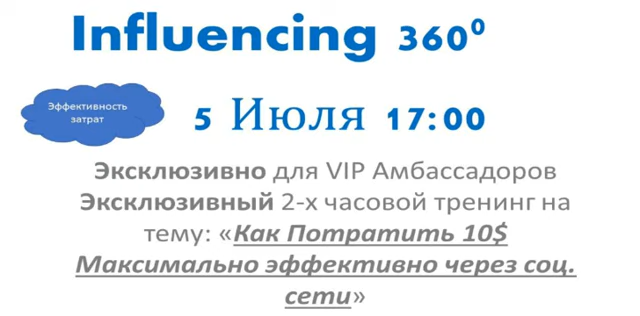 Influencing 360⁰
Эффективность
затрат
5 Июля 17:00
Эксклюзивно для VIP Амбассадоров
Эксклюзивный 2-х часовой тренинг на
тему: «Как Потратить 10$
Максимально эффективно через соц.
сети»